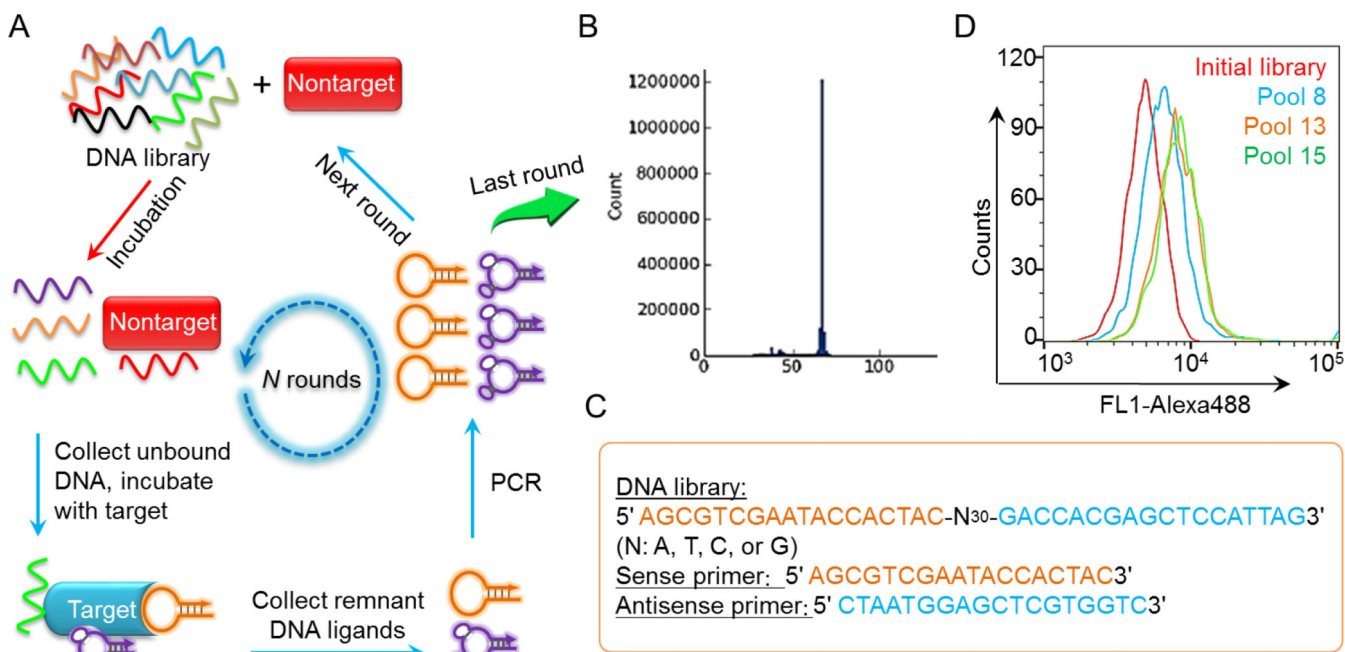 A
DNA library
+
Nontarget
Incubation
Next round
Last round
Nontarget
N rounds
Collect unbound
DNA, incubate
with target
PCR
Target
Collect remnant
DNA ligands
B
1200000
1000000
800000
600000
400000
200000
0
Count
0
50
100
D
120
90
60
30
0
Counts
Initial library
Pool 8
Pool 13
Pool 15
10³
10⁴
10⁵
FL1-Alexa488
C
DNA library:
5' AGCGTCGAATACCACTAC-N30-GACCACGAGCTCCATTAG3'
(N: A, T, C, or G)
Sense primer: 5' AGCGTCGAATACCACTAC3'
Antisense primer: 5' CTAATGGAGCTCGTGGTC3'